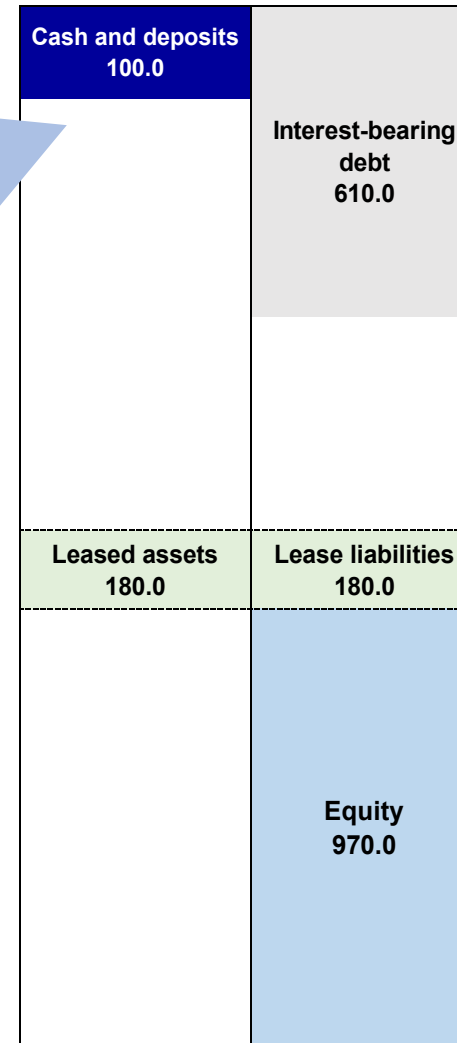 Cash and deposits
100.0
Interest-bearing
debt
610.0
Leased assets
180.0
Lease liabilities
180.0
Equity
970.0